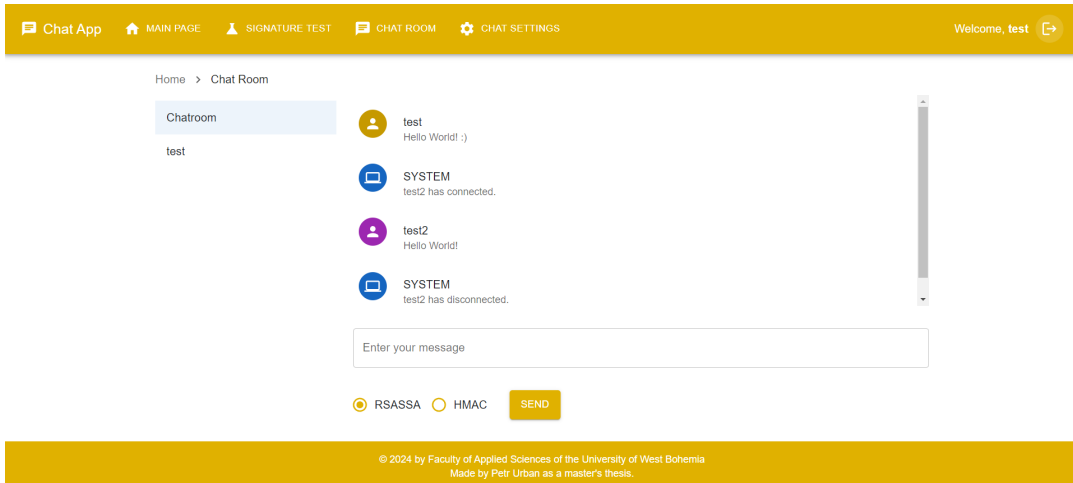 Chat App MAIN PAGE SIGNATURE TEST CHAT ROOM CHAT SETTINGS Welcome, test
Home > Chat Room
Chatroom
test
test
Hello World! :)
SYSTEM
test2 has connected.
test2
Hello World!
SYSTEM
test2 has disconnected.
Enter your message
RSASSA HMAC SEND
© 2024 by Faculty of Applied Sciences of the University of West Bohemia
Made by Petr Urban as a master's thesis.